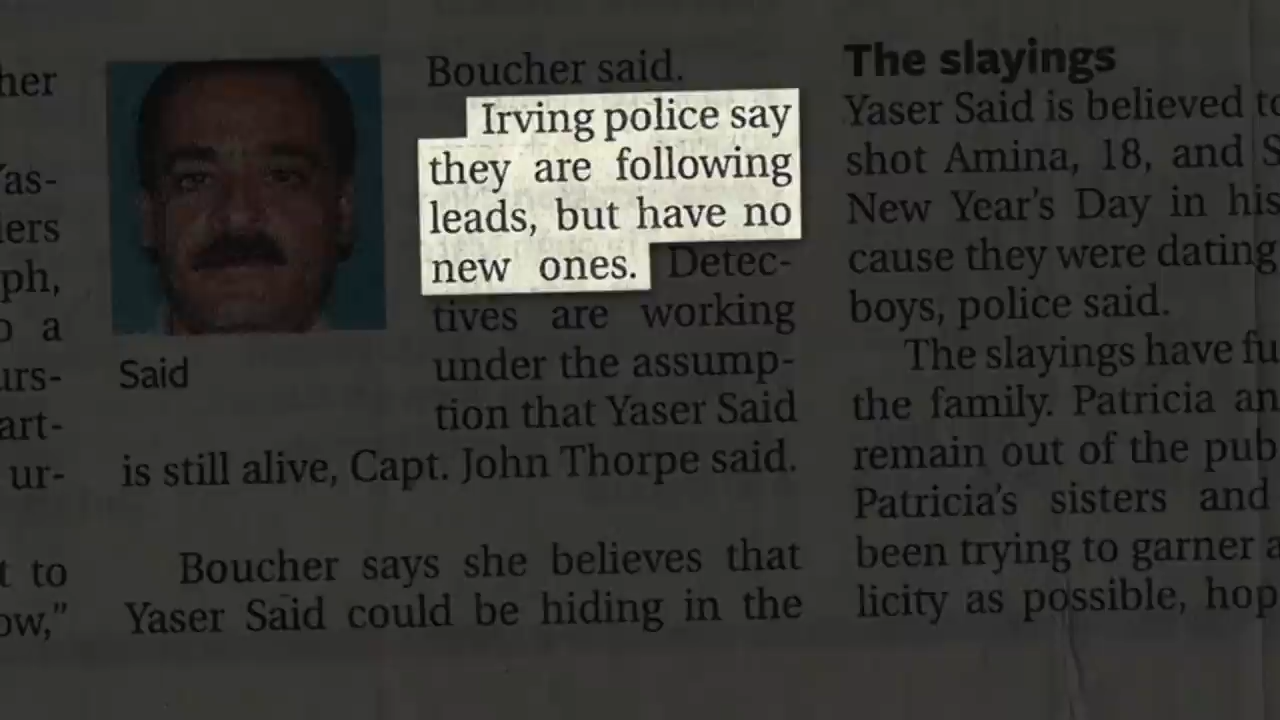 her
Yas-
ders
ph,
o a
urs-
art-
ur-
t to
ow,"
Said
Boucher said.
Irving police say
they are following
leads, but have no
new ones. Detec-
tives are working
under the assump-
tion that Yaser Said
is still alive, Capt. John Thorpe said.
Boucher says she believes that
Yaser Said could be hiding in the
The slayings
Yaser Said is believed to
shot Amina, 18, and S
New Year's Day in his
cause they were dating
boys, police said.
The slayings have fu
the family. Patricia an
remain out of the pub
Patricia's sisters and
been trying to garner a
licity as possible, hop